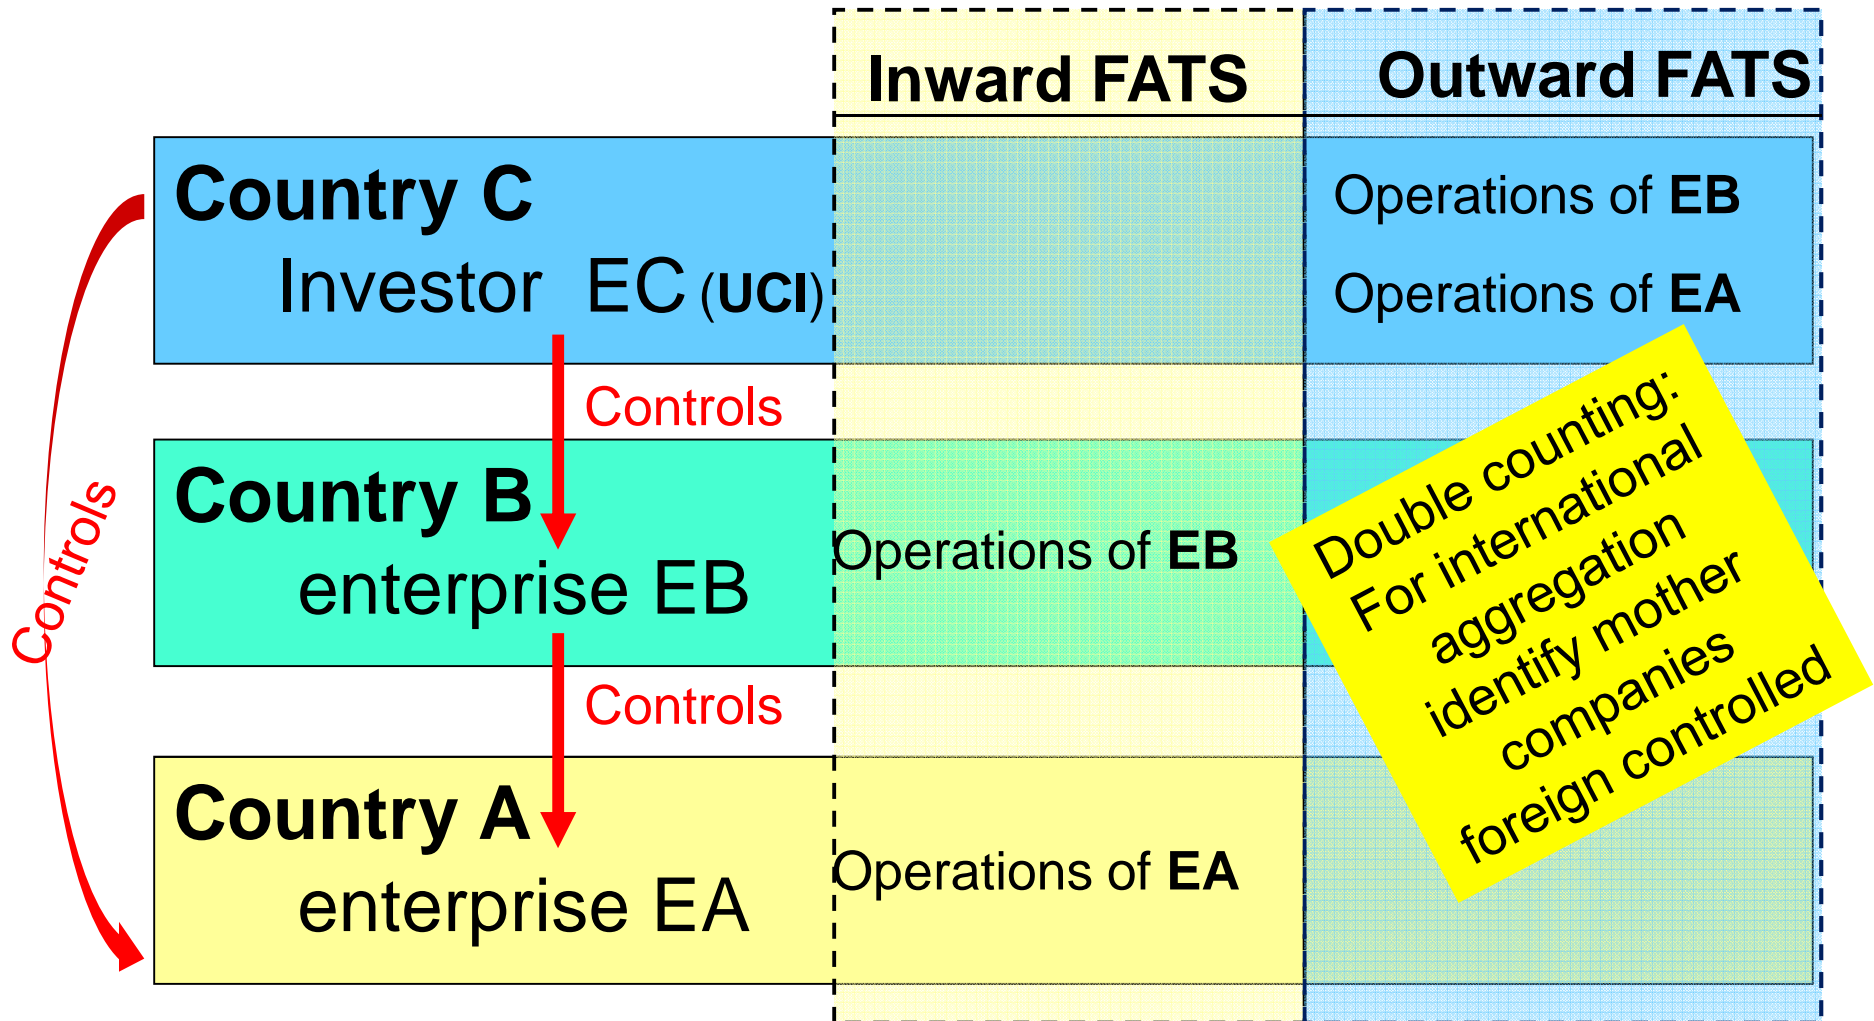 Inward FATS
Outward FATS
Country C
Investor EC (UCI)
Operations of EB
Operations of EA
Controls
Controls
Country B
enterprise EB
Operations of EB
Double counting:
For international
aggregation
identify mother
companies
foreign controlled
Controls
Country A
enterprise EA
Operations of EA